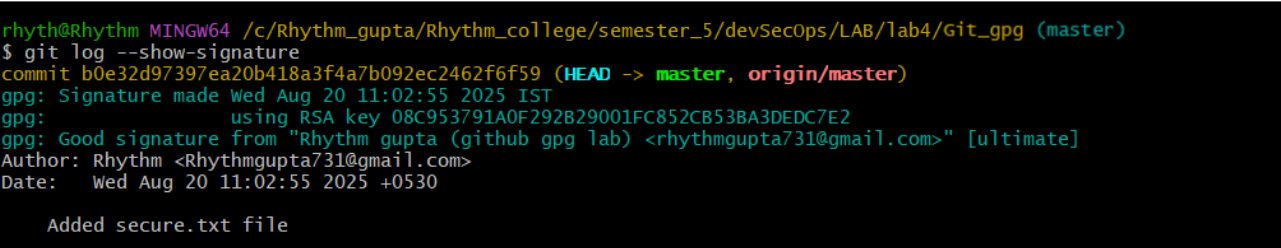 rhyth@Rhythm MINGW64 /c/Rhythm_gupta/Rhythm_college/semester_5/devSecOps/LAB/lab4/Git_gpg (master)
$ git log --show-signature
commit b0e32d97397ea20b418a3f4a7b092ec2462f6f59 (HEAD -> master, origin/master)
gpg: Signature made Wed Aug 20 11:02:55 2025 IST
gpg:                using RSA key 08C953791A0F292B29001FC852CB53BA3DEDC7E2
gpg: Good signature from "Rhythm gupta (github gpg lab) <rhythmgupta731@gmail.com>" [ultimate]
Author: Rhythm <Rhythmgupta731@gmail.com>
Date:   Wed Aug 20 11:02:55 2025 +0530
    Added secure.txt file